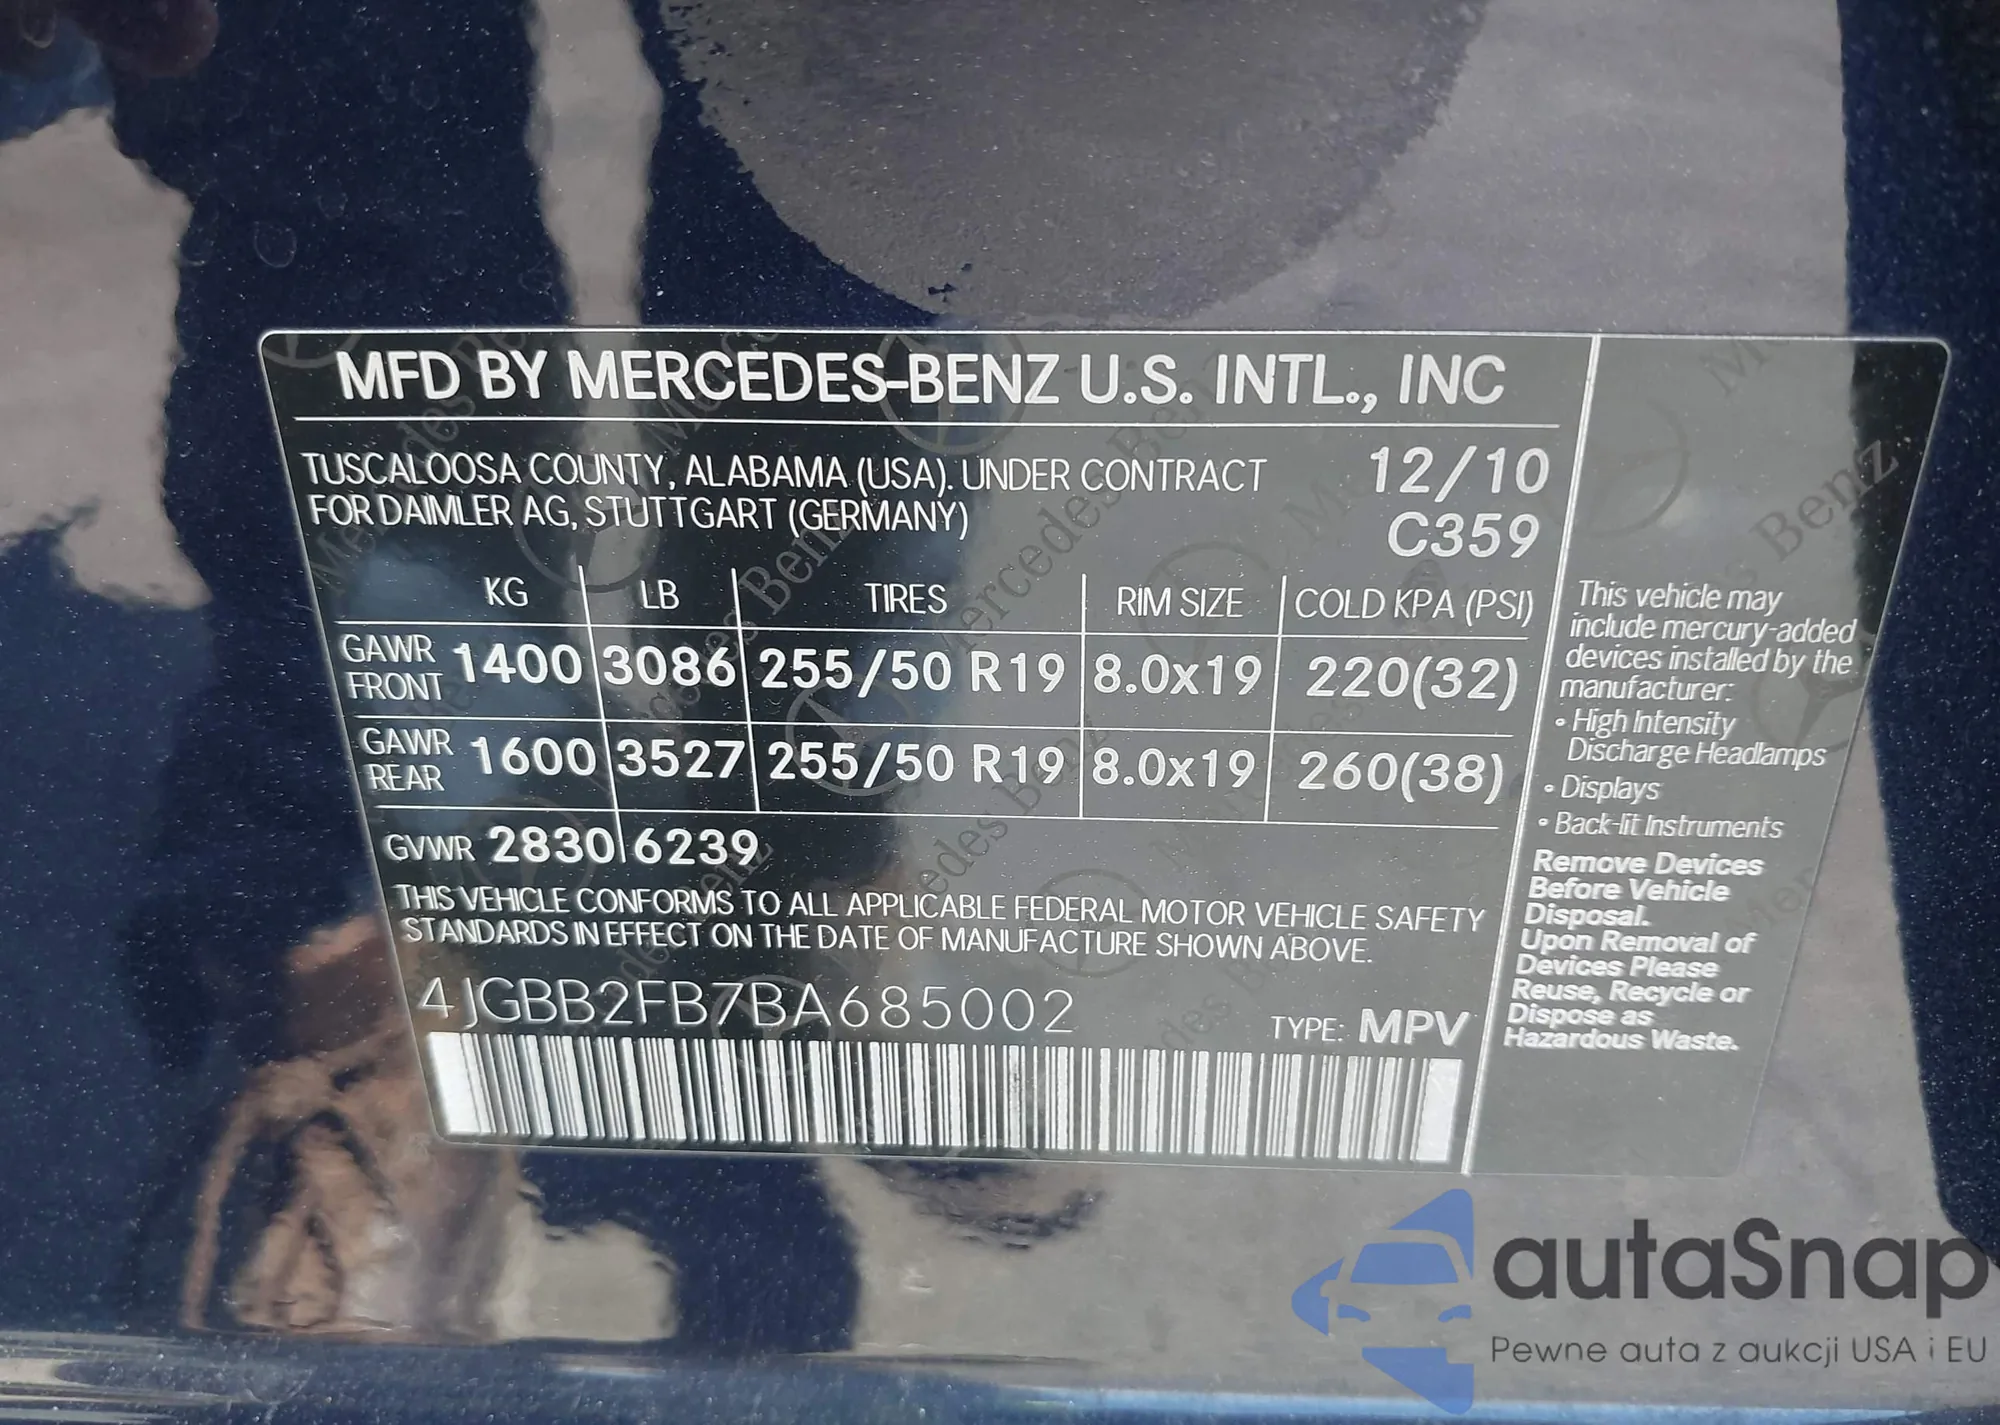 MFD BY MERCEDES-BENZ U.S. INTL., INC
TUSCALOOSA COUNTY, ALABAMA (USA). UNDER CONTRACT
FOR DAIMLER AG, STUTTGART (GERMANY)
12/10
C359
KG LB TIRES RIM SIZE COLD KPA (PSI)
GAWR FRONT 1400 3086 255/50 R19 8.0x19 220(32)
GAWR REAR 1600 3527 255/50 R19 8.0x19 260(38)
GVWR 2830 6239
THIS VEHICLE CONFORMS TO ALL APPLICABLE FEDERAL MOTOR VEHICLE SAFETY
STANDARDS IN EFFECT ON THE DATE OF MANUFACTURE SHOWN ABOVE.
4JGBB2FB7BA685002
TYPE: MPV
This vehicle may
include mercury-added
devices installed by the
manufacturer:
• High Intensity
Discharge Headlamps
• Displays
• Back-lit Instruments
Remove Devices
Before Vehicle
Disposal.
Upon Removal of
Devices Please
Reuse, Recycle or
Dispose as
Hazardous Waste.
autaSnap
Pewne auta z aukcji USA i EU